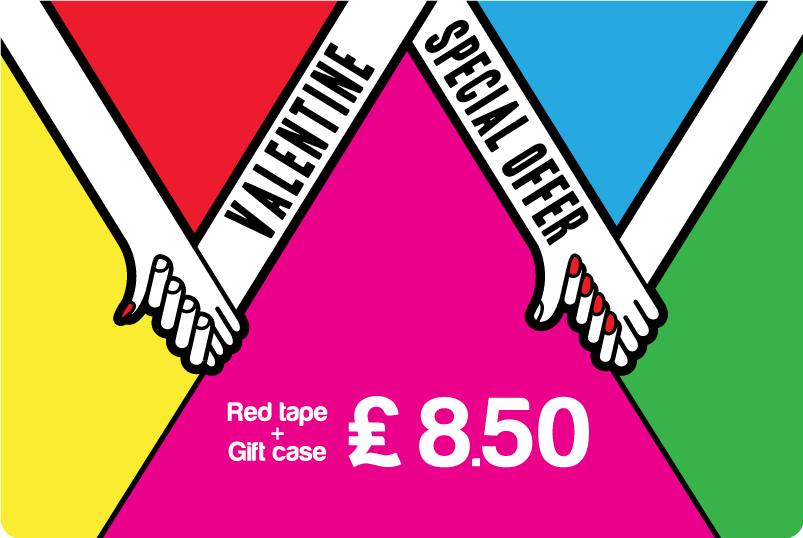 VALENTINE
SPECIAL OFFER
Red tape
+
Gift case
£8.50